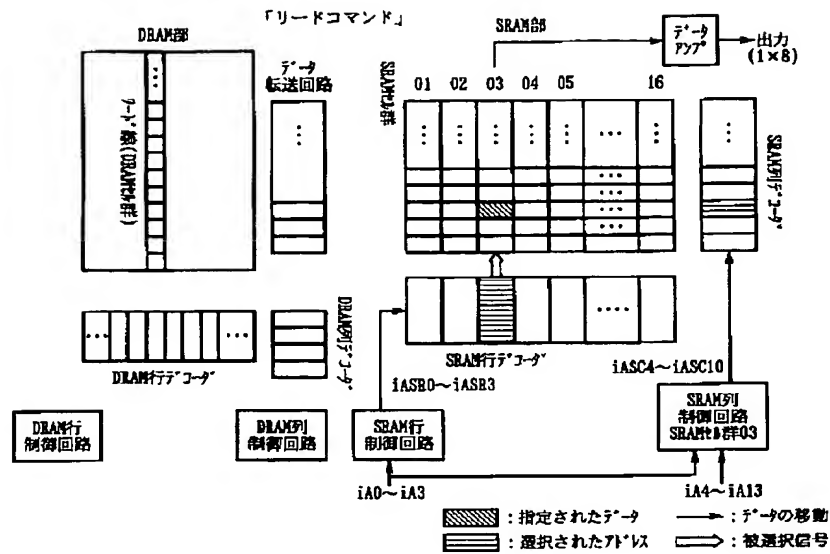 「リードコマンド」
DRAM部
SRAM部
データ
アンプ
出力
(1×8)
データ
転送回路
SRAMセル群
01 02 03 04 05 16
ワード線(DRAMセル群)
SRAM列デコーダ
DRAM行デコーダ
DRAM列デコーダ
SRAM行デコーダ
iASR0～iASR3
iASC4～iASC10
DRAM行
制御回路
DRAM列
制御回路
SRAM行
制御回路
SRAM列
制御回路
SRAMセル群03
iA0～iA3
iA4～iA13
：指定されたデータ
：データの移動
：選択されたアドレス
：被選択信号